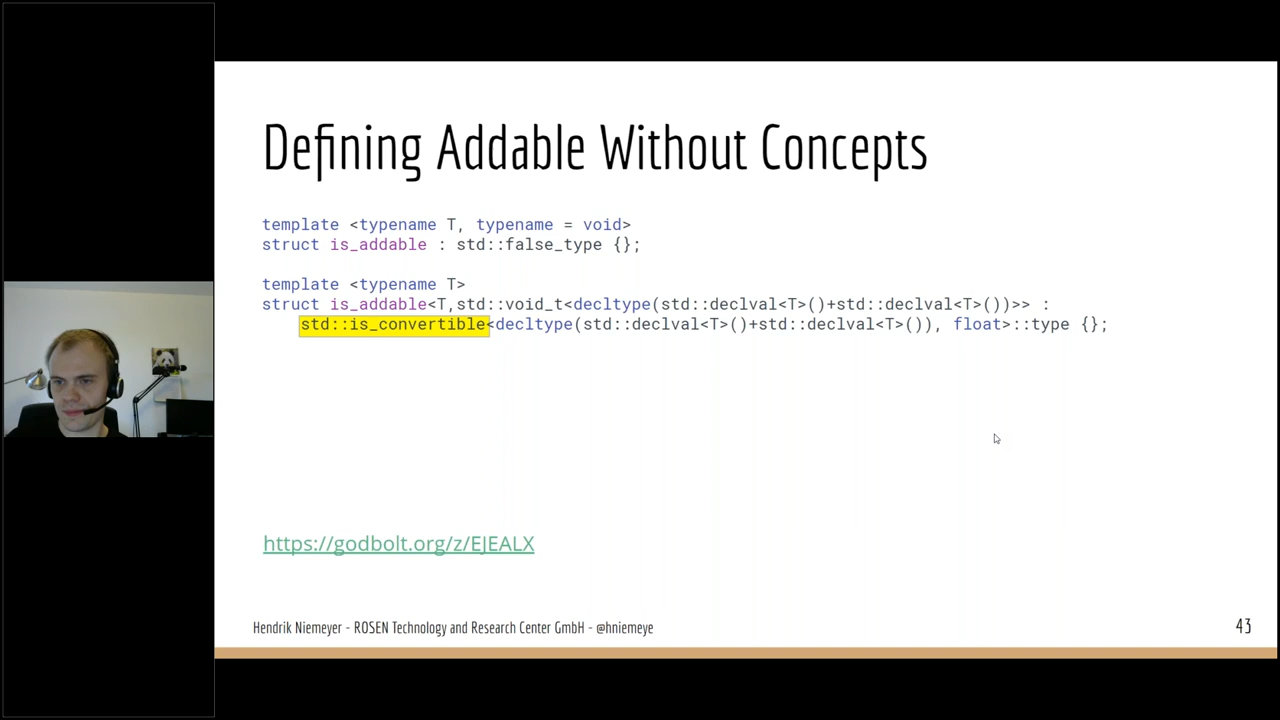 Defining Addable Without Concepts
template <typename T, typename = void>
struct is_addable : std::false_type {};
template <typename T>
struct is_addable<T,std::void_t<decltype(std::declval<T>()+std::declval<T>())>> :
std::is_convertible<decltype(std::declval<T>()+std::declval<T>()), float>::type {};
https://godbolt.org/z/EJEALX
Hendrik Niemeyer - ROSEN Technology and Research Center GmbH - @hniemeye
43